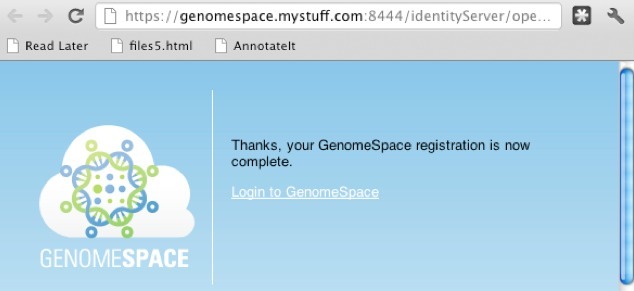 https://genomespace.mystuff.com:8444/identityServer/ope...
Read Later files5.html AnnotateIt
Thanks, your GenomeSpace registration is now
complete.
Login to GenomeSpace
GENOMESPACE